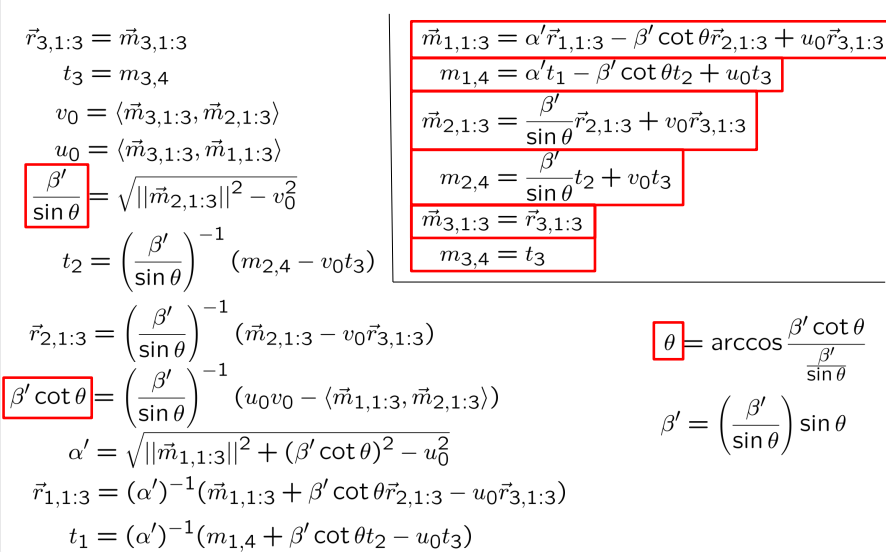 $\vec{r}_{3,1:3} = \vec{m}_{3,1:3}$
$t_3 = m_{3,4}$
$v_0 = \langle \vec{m}_{3,1:3}, \vec{m}_{2,1:3} \rangle$
$u_0 = \langle \vec{m}_{3,1:3}, \vec{m}_{1,1:3} \rangle$
$\frac{\beta'}{\sin\theta} = \sqrt{||\vec{m}_{2,1:3}||^2 - v_0^2}$
$t_2 = \left(\frac{\beta'}{\sin\theta}\right)^{-1} (m_{2,4} - v_0 t_3)$
$\vec{r}_{2,1:3} = \left(\frac{\beta'}{\sin\theta}\right)^{-1} (\vec{m}_{2,1:3} - v_0 \vec{r}_{3,1:3})$
$\beta' \cot\theta = \left(\frac{\beta'}{\sin\theta}\right)^{-1} (u_0 v_0 - \langle \vec{m}_{1,1:3}, \vec{m}_{2,1:3} \rangle)$
$\alpha' = \sqrt{||\vec{m}_{1,1:3}||^2 + (\beta' \cot\theta)^2 - u_0^2}$
$\vec{r}_{1,1:3} = (\alpha')^{-1} (\vec{m}_{1,1:3} + \beta' \cot\theta \vec{r}_{2,1:3} - u_0 \vec{r}_{3,1:3})$
$t_1 = (\alpha')^{-1} (m_{1,4} + \beta' \cot\theta t_2 - u_0 t_3)$
$\vec{m}_{1,1:3} = \alpha' \vec{r}_{1,1:3} - \beta' \cot\theta \vec{r}_{2,1:3} + u_0 \vec{r}_{3,1:3}$
$m_{1,4} = \alpha' t_1 - \beta' \cot\theta t_2 + u_0 t_3$
$\vec{m}_{2,1:3} = \frac{\beta'}{\sin\theta} \vec{r}_{2,1:3} + v_0 \vec{r}_{3,1:3}$
$m_{2,4} = \frac{\beta'}{\sin\theta} t_2 + v_0 t_3$
$\vec{m}_{3,1:3} = \vec{r}_{3,1:3}$
$m_{3,4} = t_3$
$\theta = \arccos \frac{\beta' \cot\theta}{\frac{\beta'}{\sin\theta}}$
$\beta' = \left(\frac{\beta'}{\sin\theta}\right) \sin\theta$